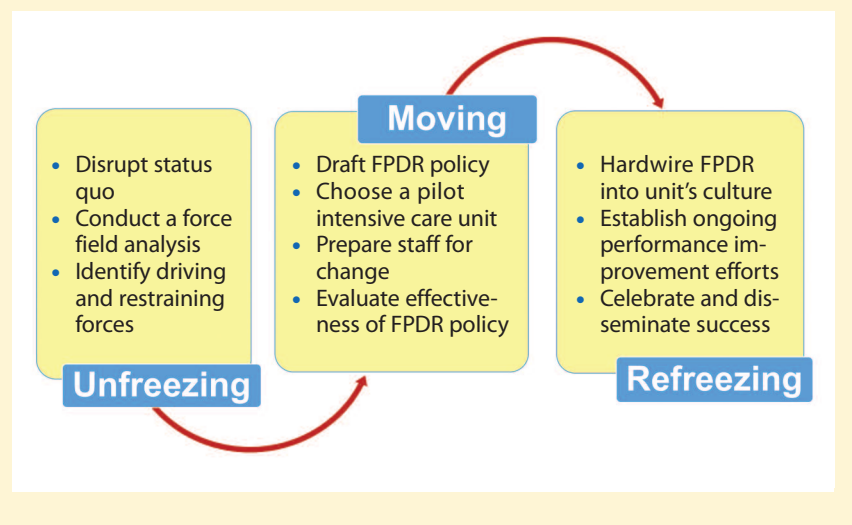 • Disrupt status
quo
• Conduct a force
field analysis
• Identify driving
and restraining
forces
Unfreezing
Moving
• Draft FPDR policy
• Choose a pilot
intensive care unit
• Prepare staff for
change
• Evaluate effective-
ness of FPDR policy
• Hardwire FPDR
into unit’s culture
• Establish ongoing
performance im-
provement efforts
• Celebrate and dis-
seminate success
Refreezing